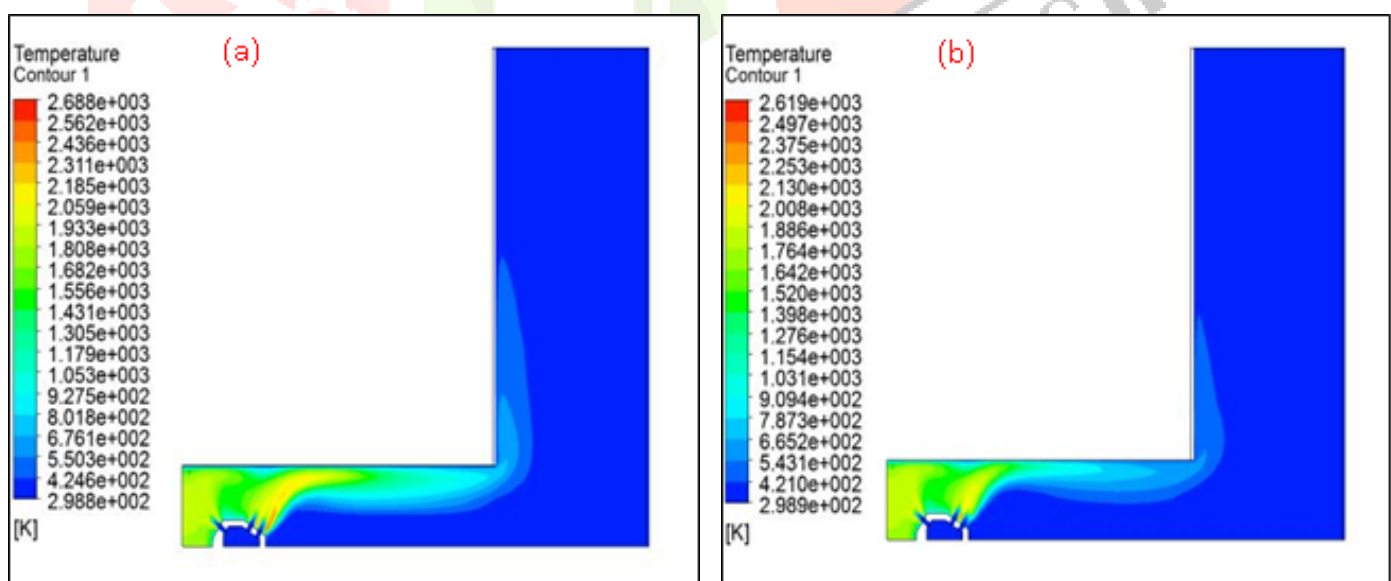 (a)
Temperature
Contour 1
2.688e+003
2.562e+003
2.436e+003
2.311e+003
2.185e+003
2.059e+003
1.933e+003
1.808e+003
1.682e+003
1.556e+003
1.431e+003
1.305e+003
1.179e+003
1.053e+003
9.275e+002
8.018e+002
6.761e+002
5.503e+002
4.246e+002
2.988e+002
[K]
(b)
Temperature
Contour 1
2.619e+003
2.497e+003
2.375e+003
2.253e+003
2.130e+003
2.008e+003
1.886e+003
1.764e+003
1.642e+003
1.520e+003
1.398e+003
1.276e+003
1.154e+003
1.031e+003
9.094e+002
7.873e+002
6.652e+002
5.431e+002
4.210e+002
2.989e+002
[K]